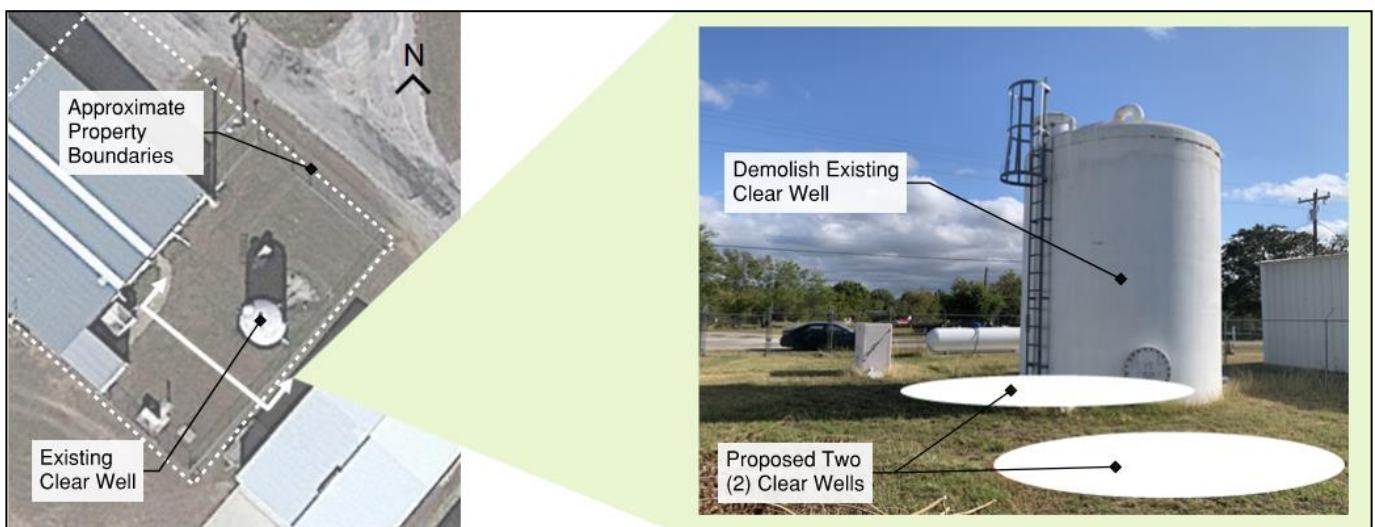 N
Approximate
Property
Boundaries
Existing
Clear Well
Demolish Existing
Clear Well
Proposed Two
(2) Clear Wells